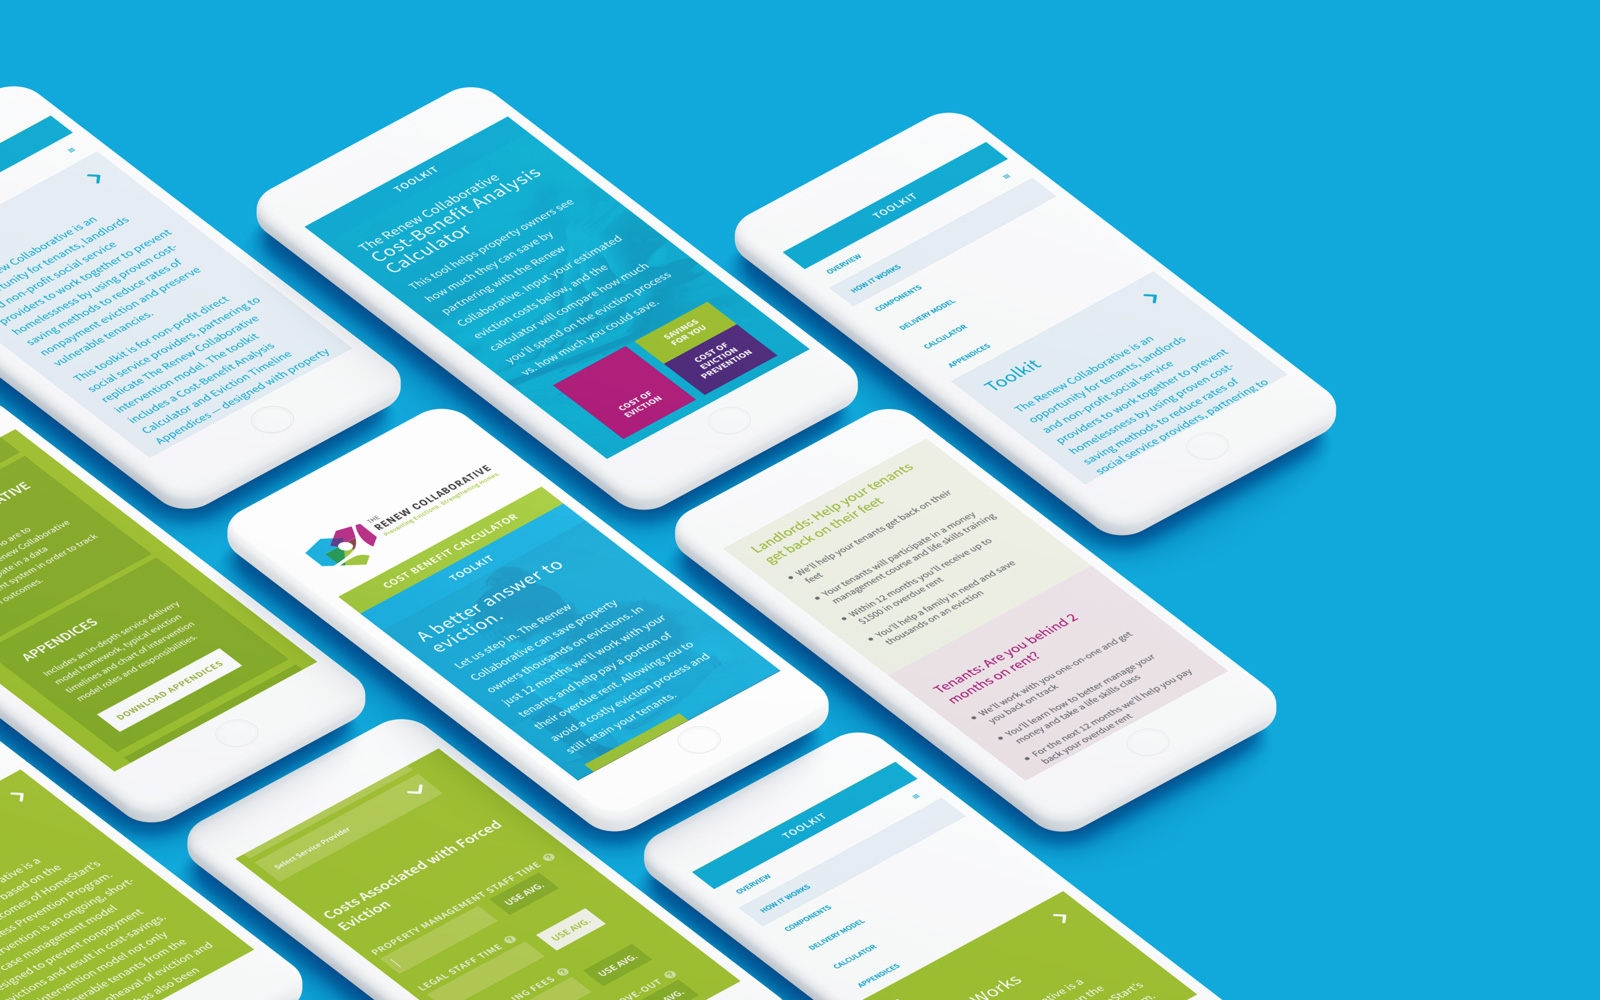 ew Collaborative is an
rtunity for tenants, landlords
d non-profit social service
providers to work together to prevent
homelessness by using proven cost-
saving methods to reduce rates of
nonpayment eviction and preserve
vulnerable tenancies.
This toolkit is for non-profit direct
social service providers, partnering to
replicate The Renew Collaborative
intervention model. The toolkit
includes a Cost-Benefit Analysis
Calculator and Eviction Timeline
Appendices — designed with property
TOOLKIT
The Renew Collaborative
Cost-Benefit Analysis
Calculator
This tool helps property owners see
how much they can save by
partnering with the Renew
Collaborative. Input your estimated
eviction costs below, and the
calculator will compare how much
you'll spend on the eviction process
vs. how much you could save.
SAVINGS
FOR YOU
COST OF
EVICTION
COST OF
EVICTION
PREVENTION
TOOLKIT
OVERVIEW
HOW IT WORKS
COMPONENTS
DELIVERY MODEL
CALCULATOR
APPENDICES
Toolkit
The Renew Collaborative is an
opportunity for tenants, landlords
and non-profit social service
providers to work together to prevent
homelessness by using proven cost-
saving methods to reduce rates of
social service providers, partnering to
ATIVE
ho are to
enew Collaborative
pate in a data
nt system in order to track
outcomes.
APPENDICES
Includes an in-depth service delivery
model framework, typical eviction
timelines and chart of intervention
model roles and responsibilities.
DOWNLOAD APPENDICES
THE
RENEW COLLABORATIVE
Preventing Evictions. Strengthening Homes.
COST BENEFIT CALCULATOR
TOOLKIT
A better answer to
eviction.
Let us step in. The Renew
Collaborative can save property
owners thousands on evictions. In
just 12 months we'll work with your
tenants and help pay a portion of
their overdue rent. Allowing you to
avoid a costly eviction process and
still retain your tenants.
Landlords: Help your tenants
get back on their feet
• We'll help your tenants get back on their
feet
• Your tenants will participate in a money
management course and life skills training
• Within 12 months you'll receive up to
$1500 in overdue rent
• You'll help a family in need and save
thousands on an eviction
Tenants: Are you behind 2
months on rent?
• We'll work with you one-on-one and get
you back on track
• You'll learn how to better manage your
money and take a life skills class
• For the next 12 months we'll help you pay
back your overdue rent
ative is a
based on the
comes of HomeStart's
ess Prevention Program.
ervention is an ongoing, short-
case management model
signed to prevent nonpayment
victions and result in cost-savings.
intervention model not only
nerable tenants from the
pheaval of eviction and
has also been
Select Service Provider
Costs Associated with Forced
Eviction
PROPERTY MANAGEMENT STAFF TIME ?
USE AVG.
LEGAL STAFF TIME ?
USE AVG.
ING FEES ?
USE AVG.
VE-OUT ?
AVG.
TOOLKIT
OVERVIEW
HOW IT WORKS
COMPONENTS
DELIVERY MODEL
CALCULATOR
APPENDICES
Works
ative is a
n the
Start's